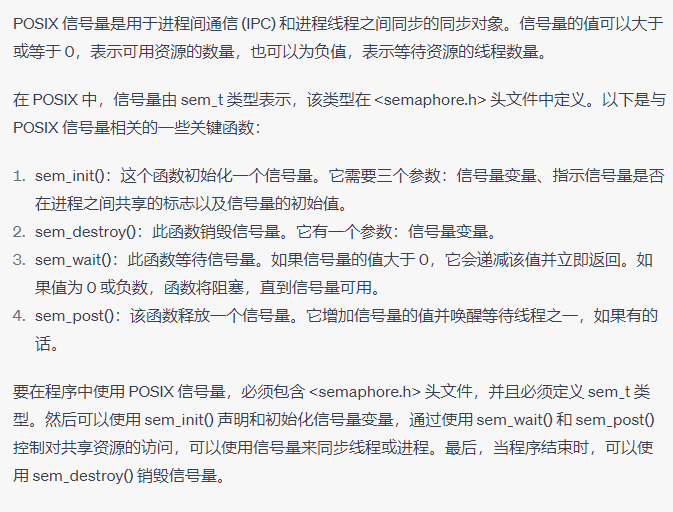 POSIX 信号量是用于进程间通信 (IPC) 和进程线程之间同步的同步对象。信号量的值可以大于
或等于 0，表示可用资源的数量，也可以为负值，表示等待资源的线程数量。
在 POSIX 中，信号量由 sem_t 类型表示，该类型在 <semaphore.h> 头文件中定义。以下是与
POSIX 信号量相关的一些关键函数：
1. sem_init()：这个函数初始化一个信号量。它需要三个参数：信号量变量、指示信号量是否
在进程之间共享的标志以及信号量的初始值。
2. sem_destroy()：此函数销毁信号量。它有一个参数：信号量变量。
3. sem_wait()：此函数等待信号量。如果信号量的值大于 0，它会递减该值并立即返回。如
果值为 0 或负数，函数将阻塞，直到信号量可用。
4. sem_post()：该函数释放一个信号量。它增加信号量的值并唤醒等待线程之一，如果有的
话。
要在程序中使用 POSIX 信号量，必须包含 <semaphore.h> 头文件，并且必须定义 sem_t 类
型。然后可以使用 sem_init() 声明和初始化信号量变量，通过使用 sem_wait() 和 sem_post()
控制对共享资源的访问，可以使用信号量来同步线程或进程。最后，当程序结束时，可以使
用 sem_destroy() 销毁信号量。